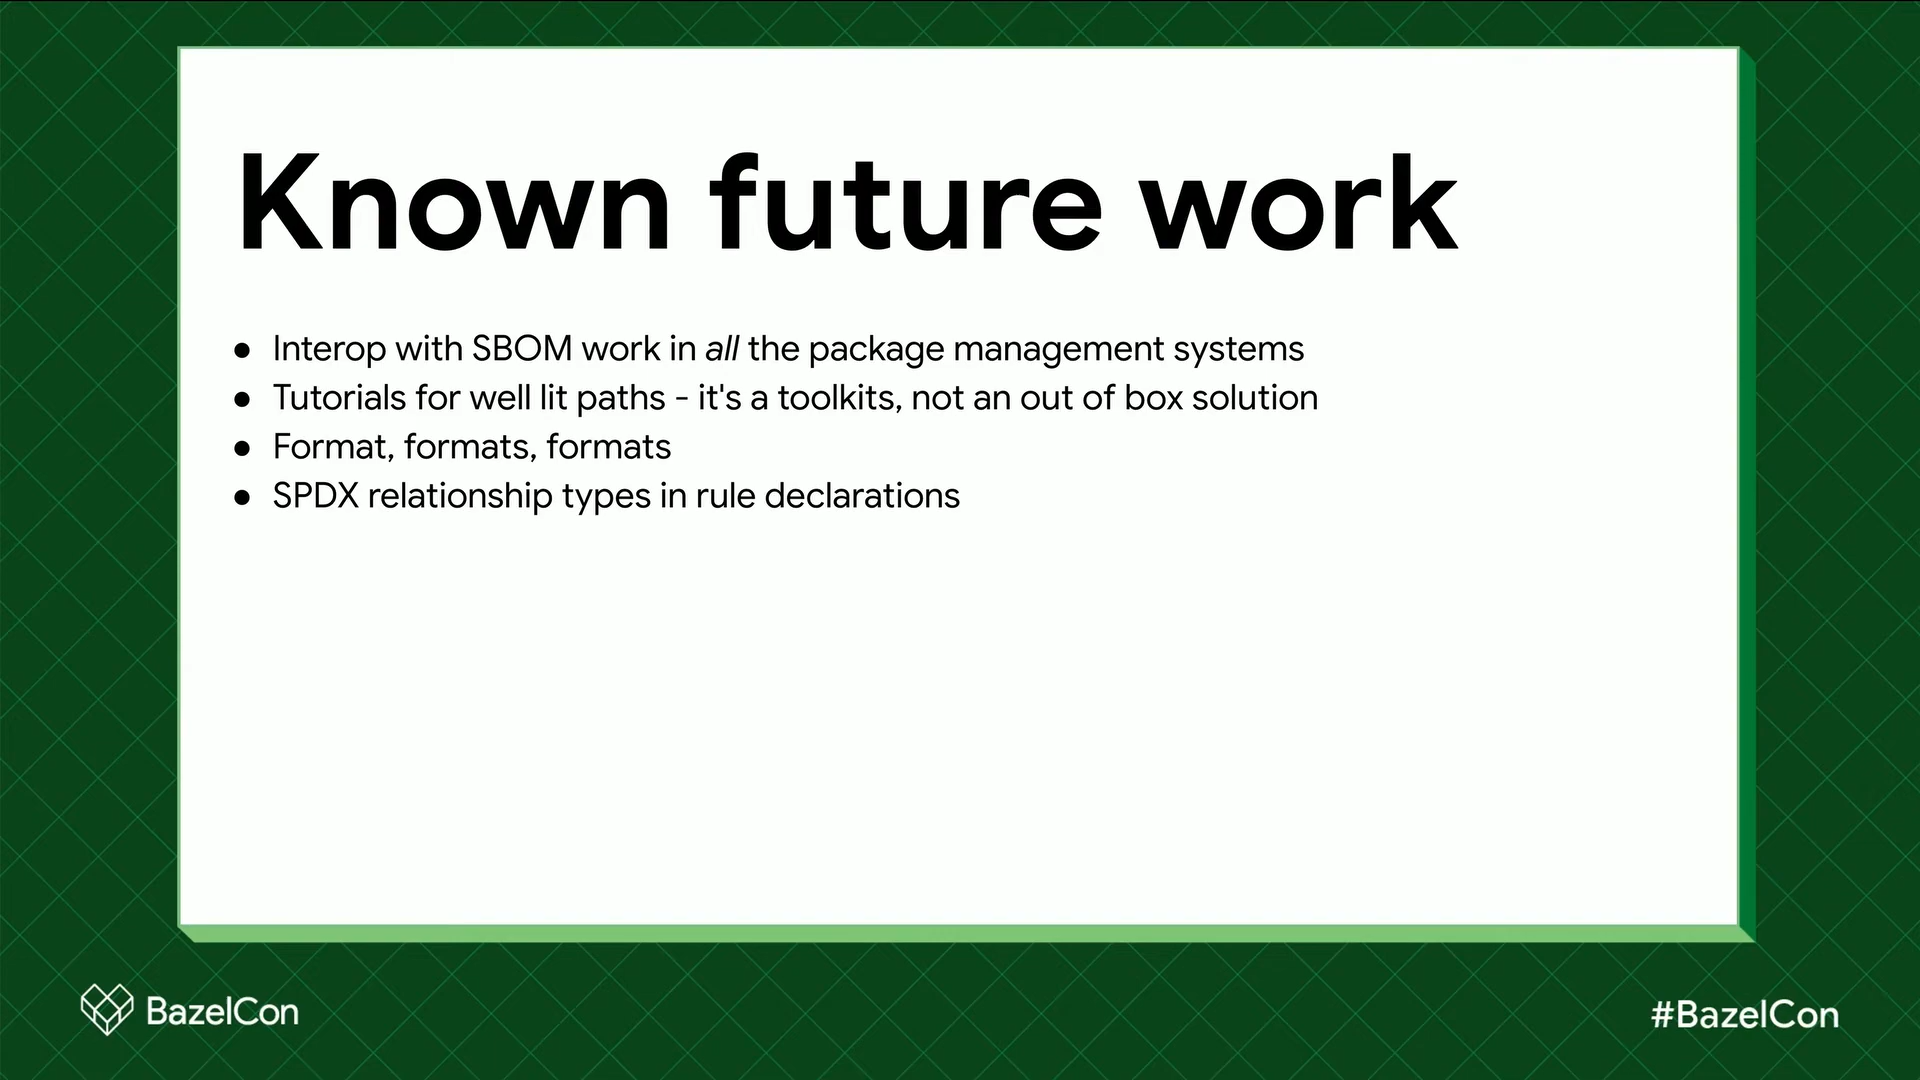 Known future work
● Interop with SBOM work in all the package management systems
● Tutorials for well lit paths - it's a toolkits, not an out of box solution
● Format, formats, formats
● SPDX relationship types in rule declarations
BazelCon
#BazelCon